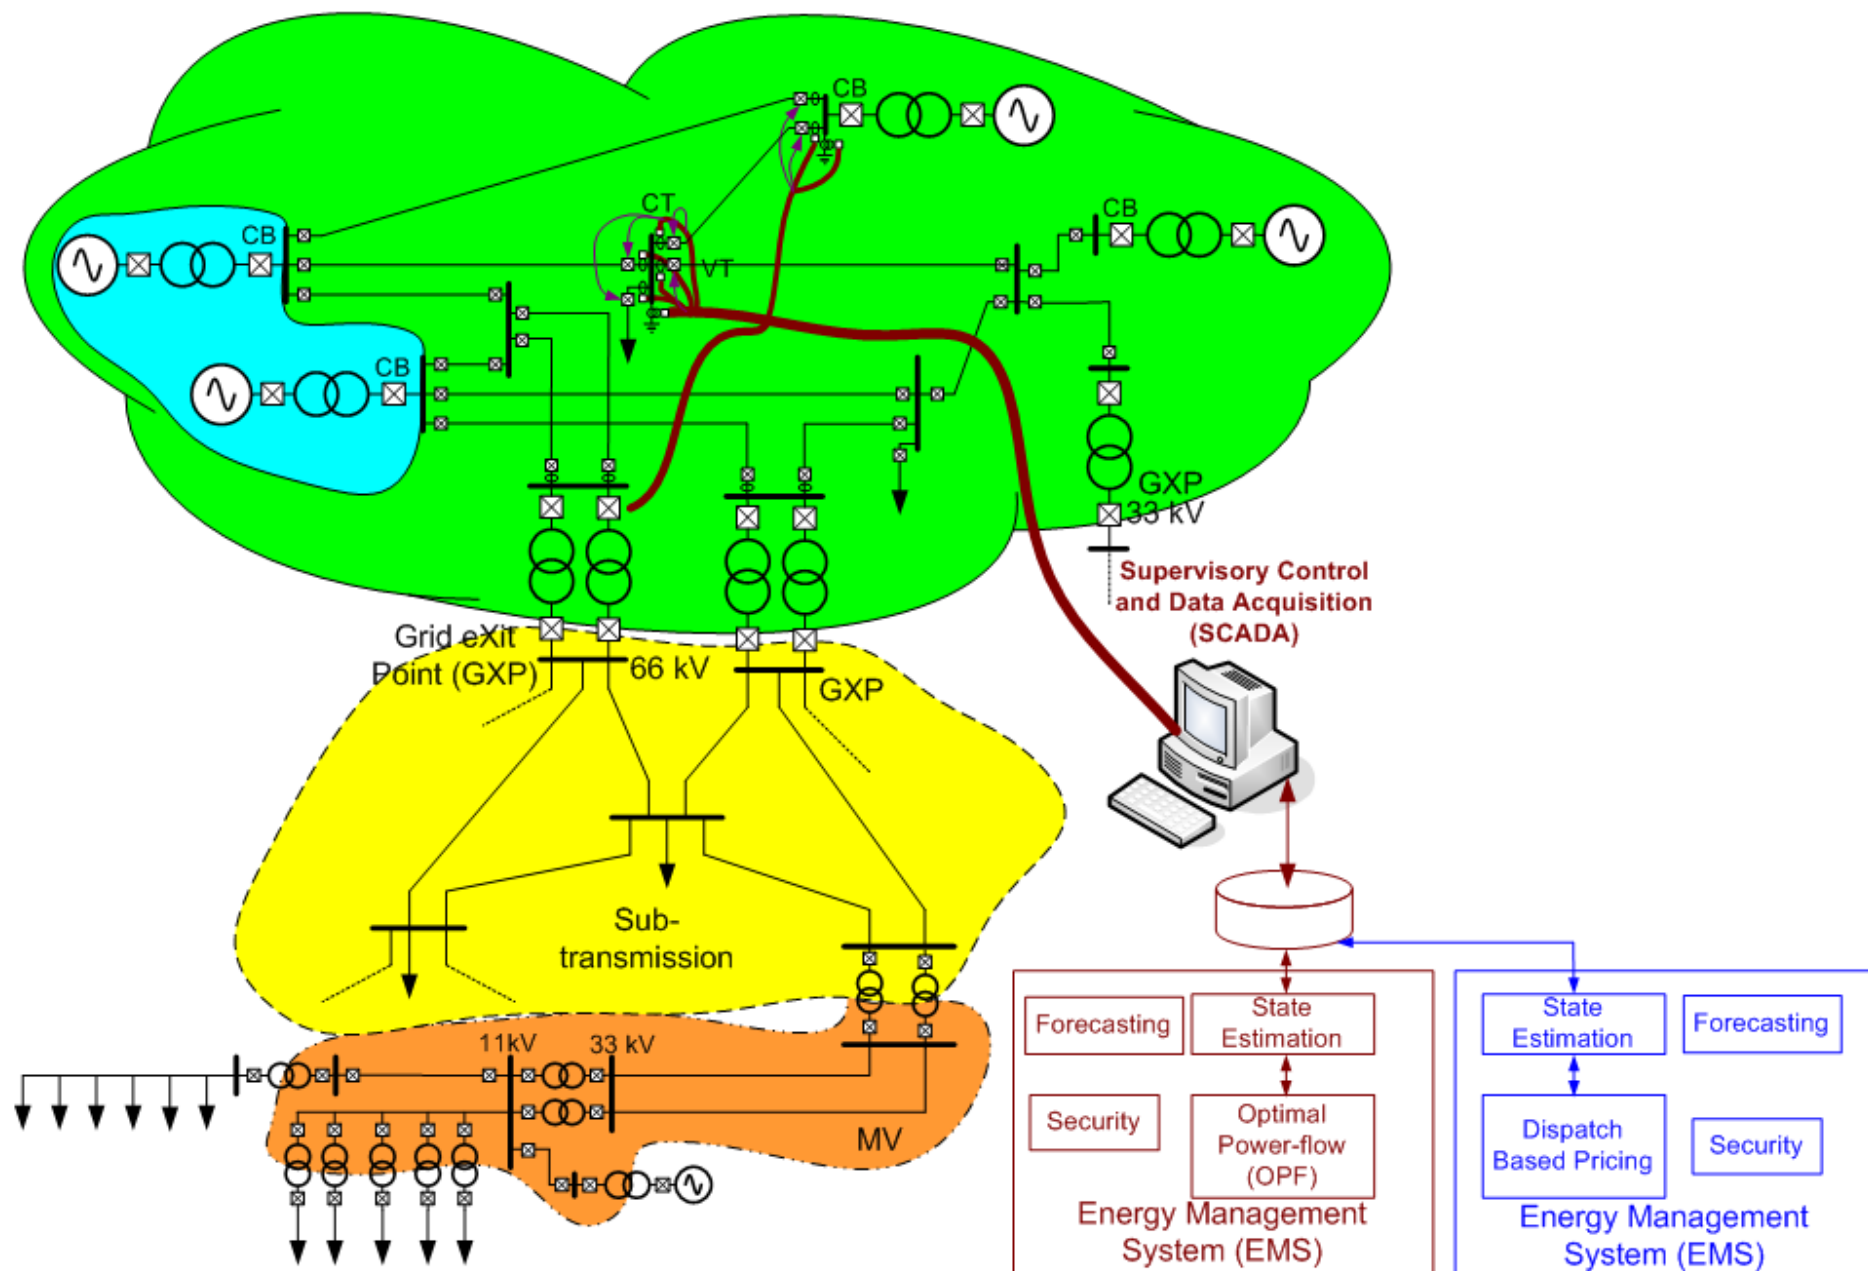 CB
CT
CB
CB
VT
CB
GXP
33 kV
Supervisory Control
and Data Acquisition
(SCADA)
Grid eXit
Point (GXP)
66 kV
GXP
Sub-
transmission
11kV
33 kV
MV
Forecasting
State
Estimation
Security
Optimal
Power-flow
(OPF)
Energy Management
System (EMS)
State
Estimation
Forecasting
Dispatch
Based Pricing
Security
Energy Management
System (EMS)